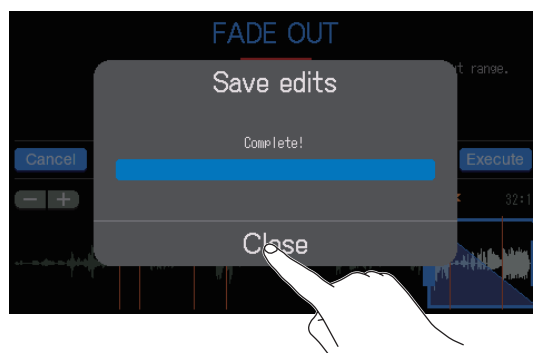 FADE OUT
t range.
Save edits
Complete!
Cancel
Execute
− +
32:1
Close